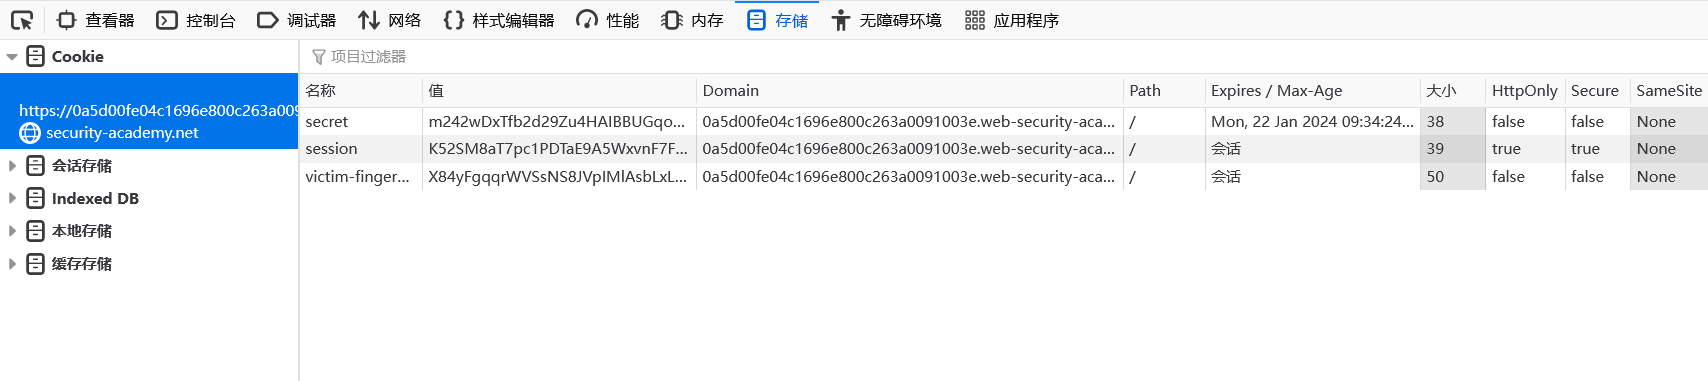 查看器 控制台 调试器 网络 样式编辑器 性能 内存 存储 无障碍环境 应用程序
Cookie
https://0a5d00fe04c1696e800c263a009
security-academy.net
会话存储
Indexed DB
本地存储
缓存存储
项目过滤器
名称 值 Domain Path Expires / Max-Age 大小 HttpOnly Secure SameSite
secret m242wDxTfb2d29Zu4HAIBBUGqo... 0a5d00fe04c1696e800c263a0091003e.web-security-aca... / Mon, 22 Jan 2024 09:34:24... 38 false false None
session K52SM8aT7pc1PDTaE9A5WxvnF7F... 0a5d00fe04c1696e800c263a0091003e.web-security-aca... / 会话 39 true true None
victim-finger... X84yFgqqrWVSsNS8JVpIMlAsbLxL... 0a5d00fe04c1696e800c263a0091003e.web-security-aca... / 会话 50 false false None